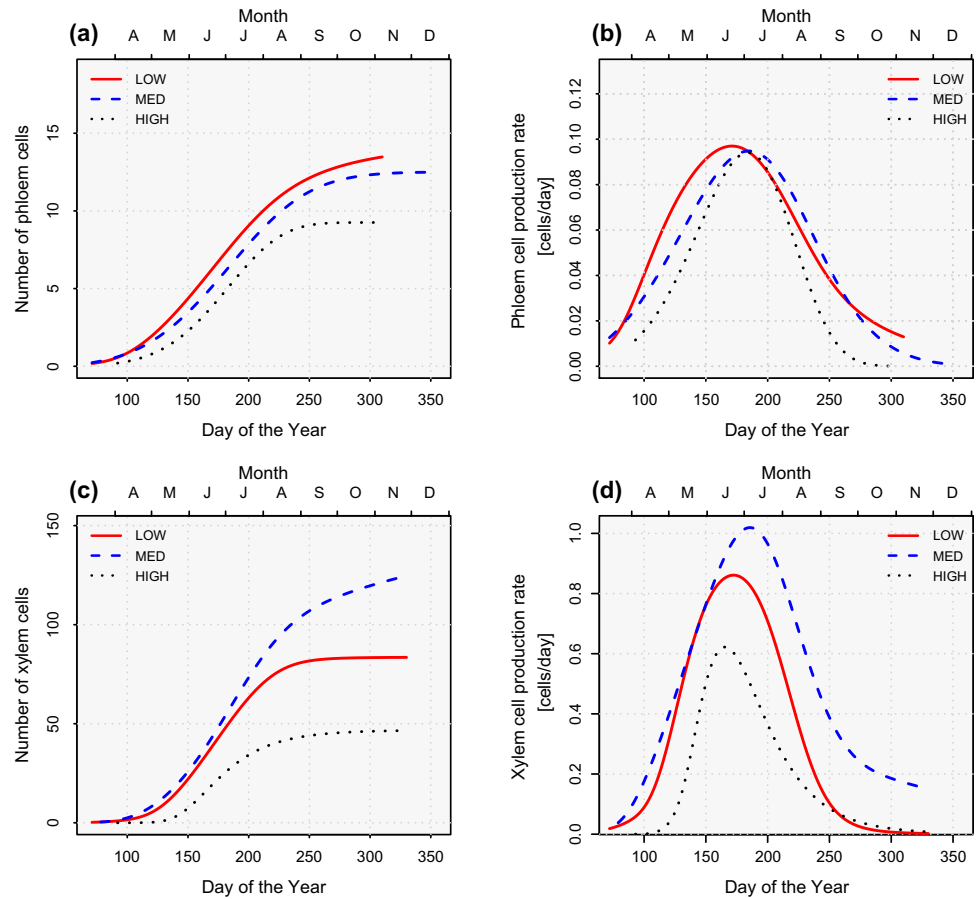 Month
(a)
A M J J A S O N D
LOW
MED
HIGH
Number of phloem cells
15
10
5
0
100 150 200 250 300 350
Day of the Year
Month
(b)
A M J J A S O N D
LOW
MED
HIGH
Phloem cell production rate
[cells/day]
0.12
0.10
0.08
0.06
0.04
0.02
0.00
100 150 200 250 300 350
Day of the Year
Month
(c)
A M J J A S O N D
LOW
MED
HIGH
Number of xylem cells
150
100
50
0
100 150 200 250 300 350
Day of the Year
Month
(d)
A M J J A S O N D
LOW
MED
HIGH
Xylem cell production rate
[cells/day]
1.0
0.8
0.6
0.4
0.2
0.0
100 150 200 250 300 350
Day of the Year